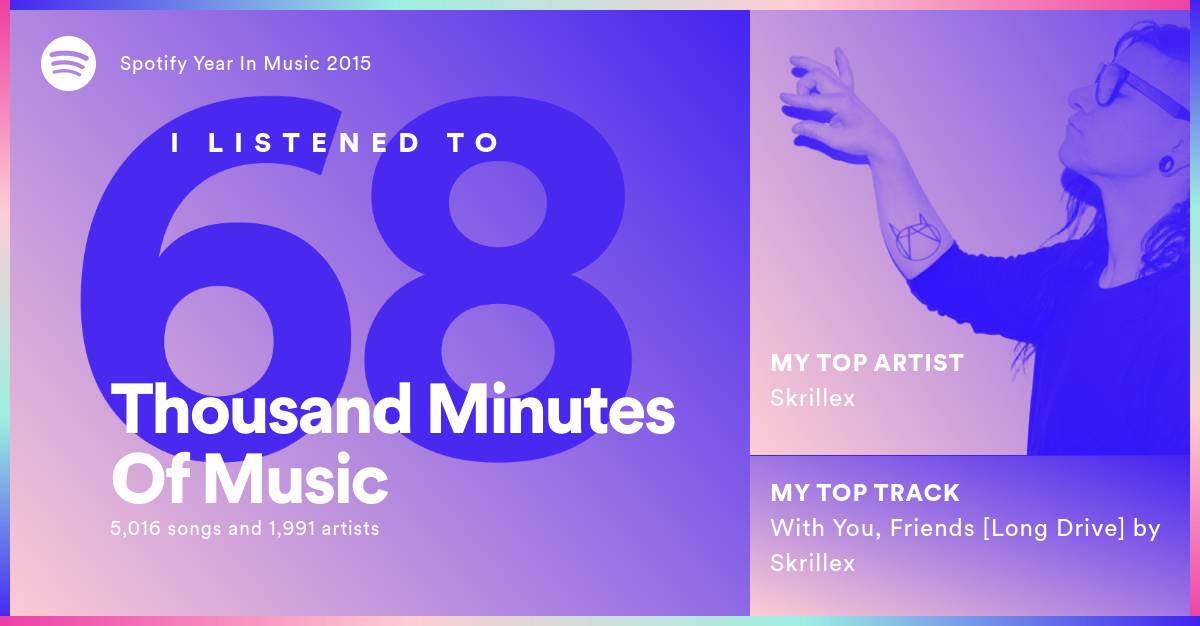 Spotify Year In Music 2015
I LISTENED TO
68
Thousand Minutes
Of Music
5,016 songs and 1,991 artists
MY TOP ARTIST
Skrillex
MY TOP TRACK
With You, Friends [Long Drive] by
Skrillex